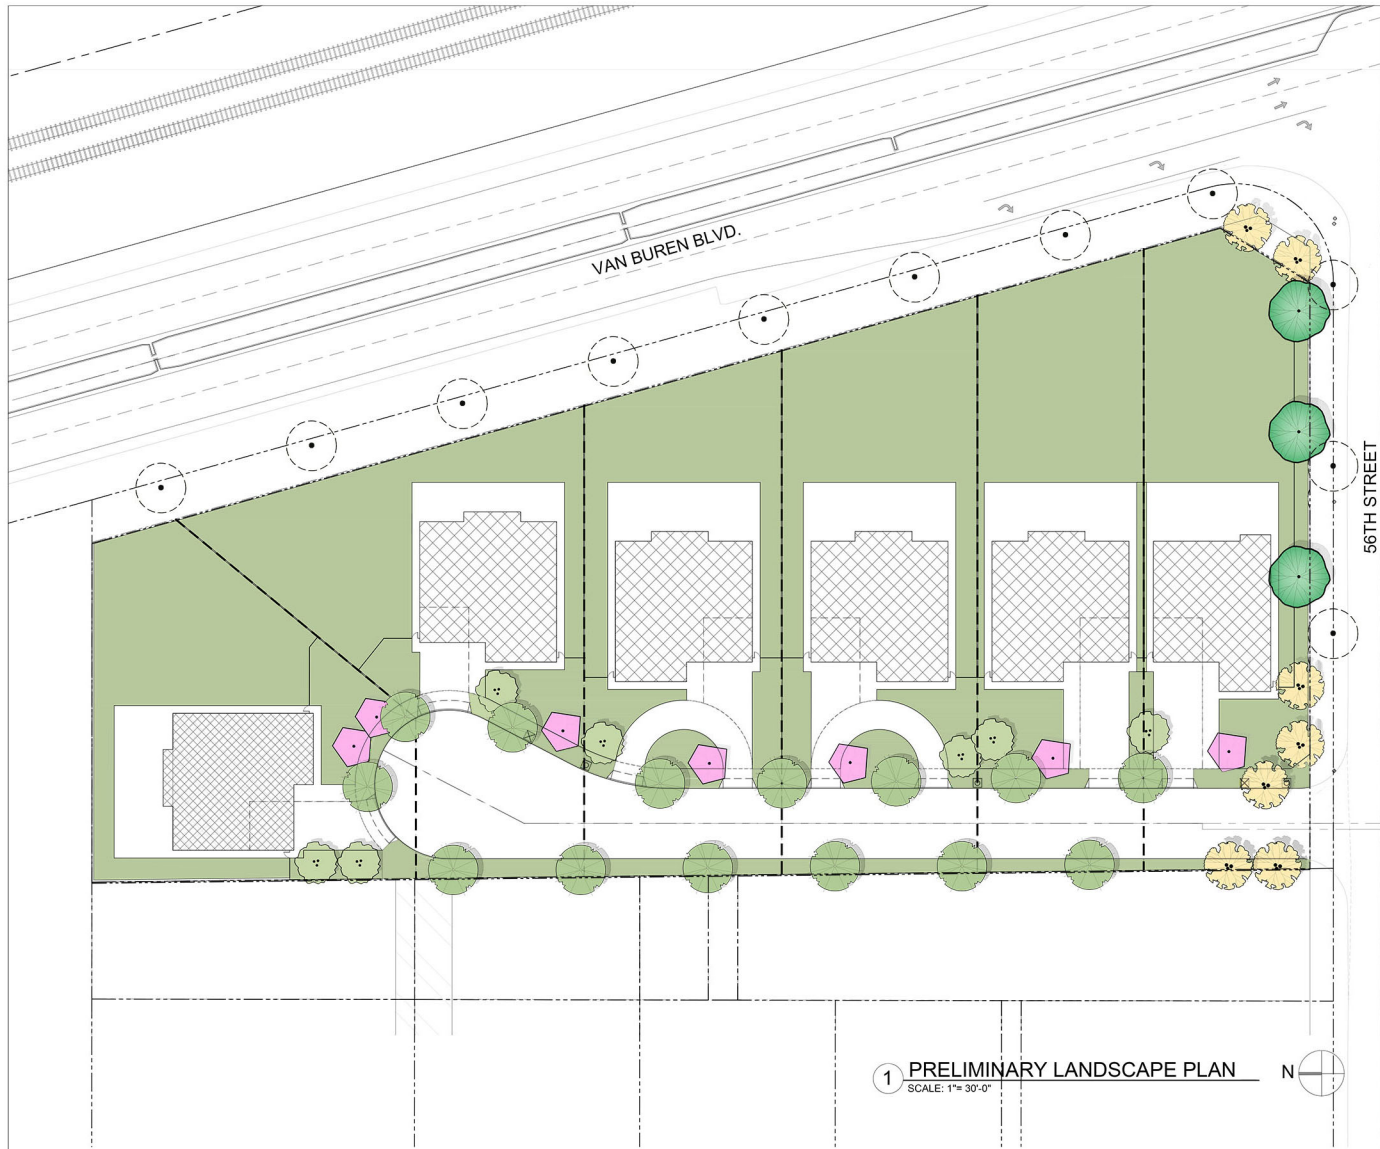 VAN BUREN BLVD.
56TH STREET
1 PRELIMINARY LANDSCAPE PLAN
SCALE: 1"= 30'-0"
N